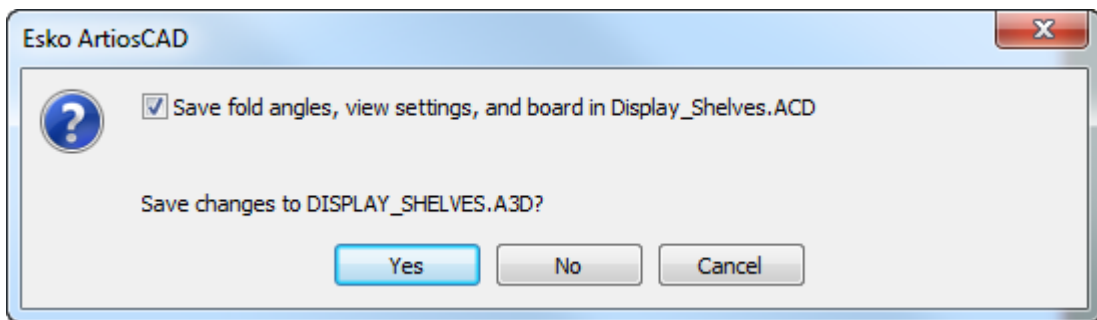 Esko ArtiosCAD
Save fold angles, view settings, and board in Display_Shelves.ACD
Save changes to DISPLAY_SHELVES.A3D?
Yes No Cancel